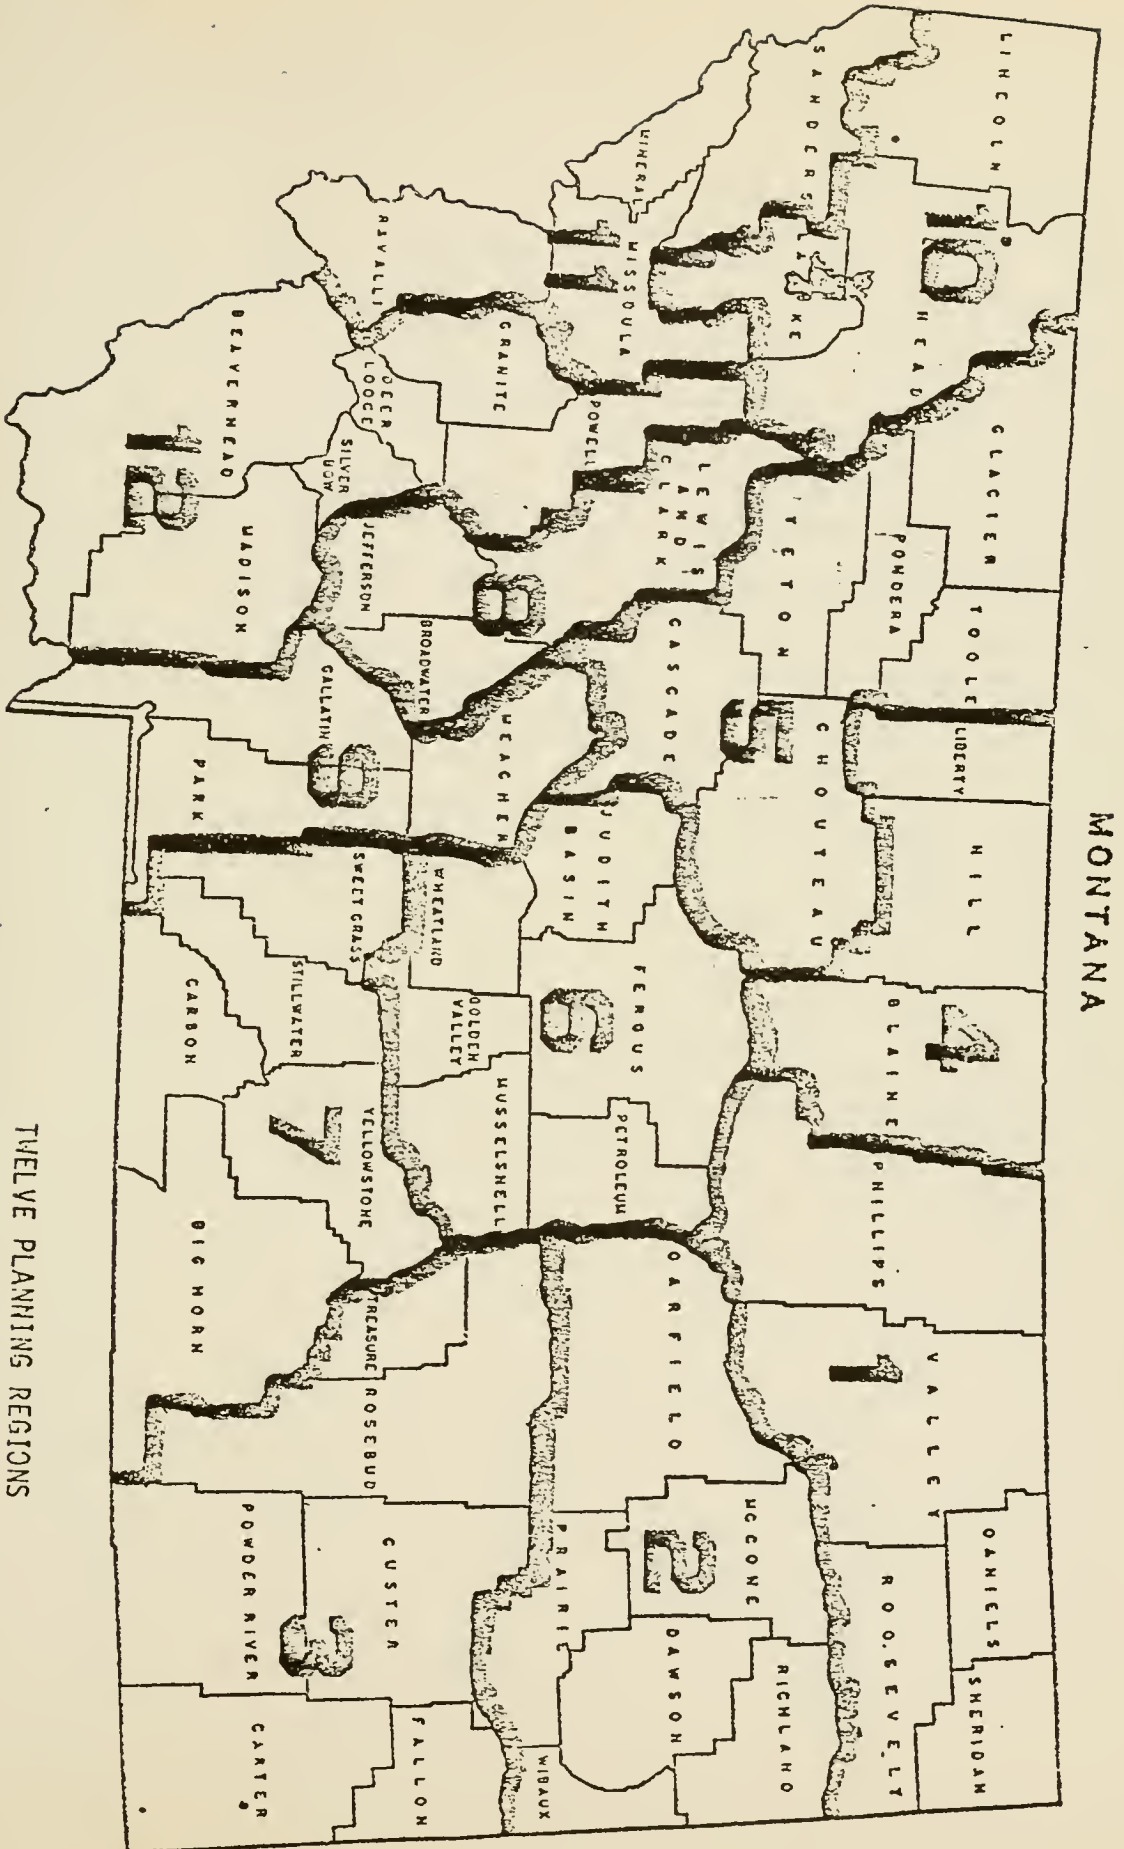 MONTANA
LINCOLN
GLACIER
TOOLE
LIBERTY
HILL
BLAINE
PHILLIPS
VALLEY
DANIELS
SHERIDAN
ROOSEVELT
10
4
1
HEAD
PONDERA
TETON
CHOUTEAU
5
SANDERS
LAKE
MINERAL
MISSOULA
11
POWELL
LEWIS
AND
CLARK
CASCADE
JUDITH
BASIN
FERGUS
PETROLEUM
GARFIELD
MCCONE
RICHLAND
DAWSON
PRAIRIE
WIBAUX
2
RAVALLI
GRANITE
DEER
LODGE
SILVER
BOW
JEFFERSON
BROADWATER
8
MEAGHER
WHEATLAND
GOLDEN
VALLEY
MUSSELSHELL
6
BEAVERHEAD
MADISON
12
GALLATIN
PARK
9
SWEET GRASS
STILLWATER
CARBON
YELLOWSTONE
7
BIG HORN
TREASURE
ROSEBUD
CUSTER
POWDER RIVER
3
FALLON
CARTER
TWELVE PLANNING REGIONS